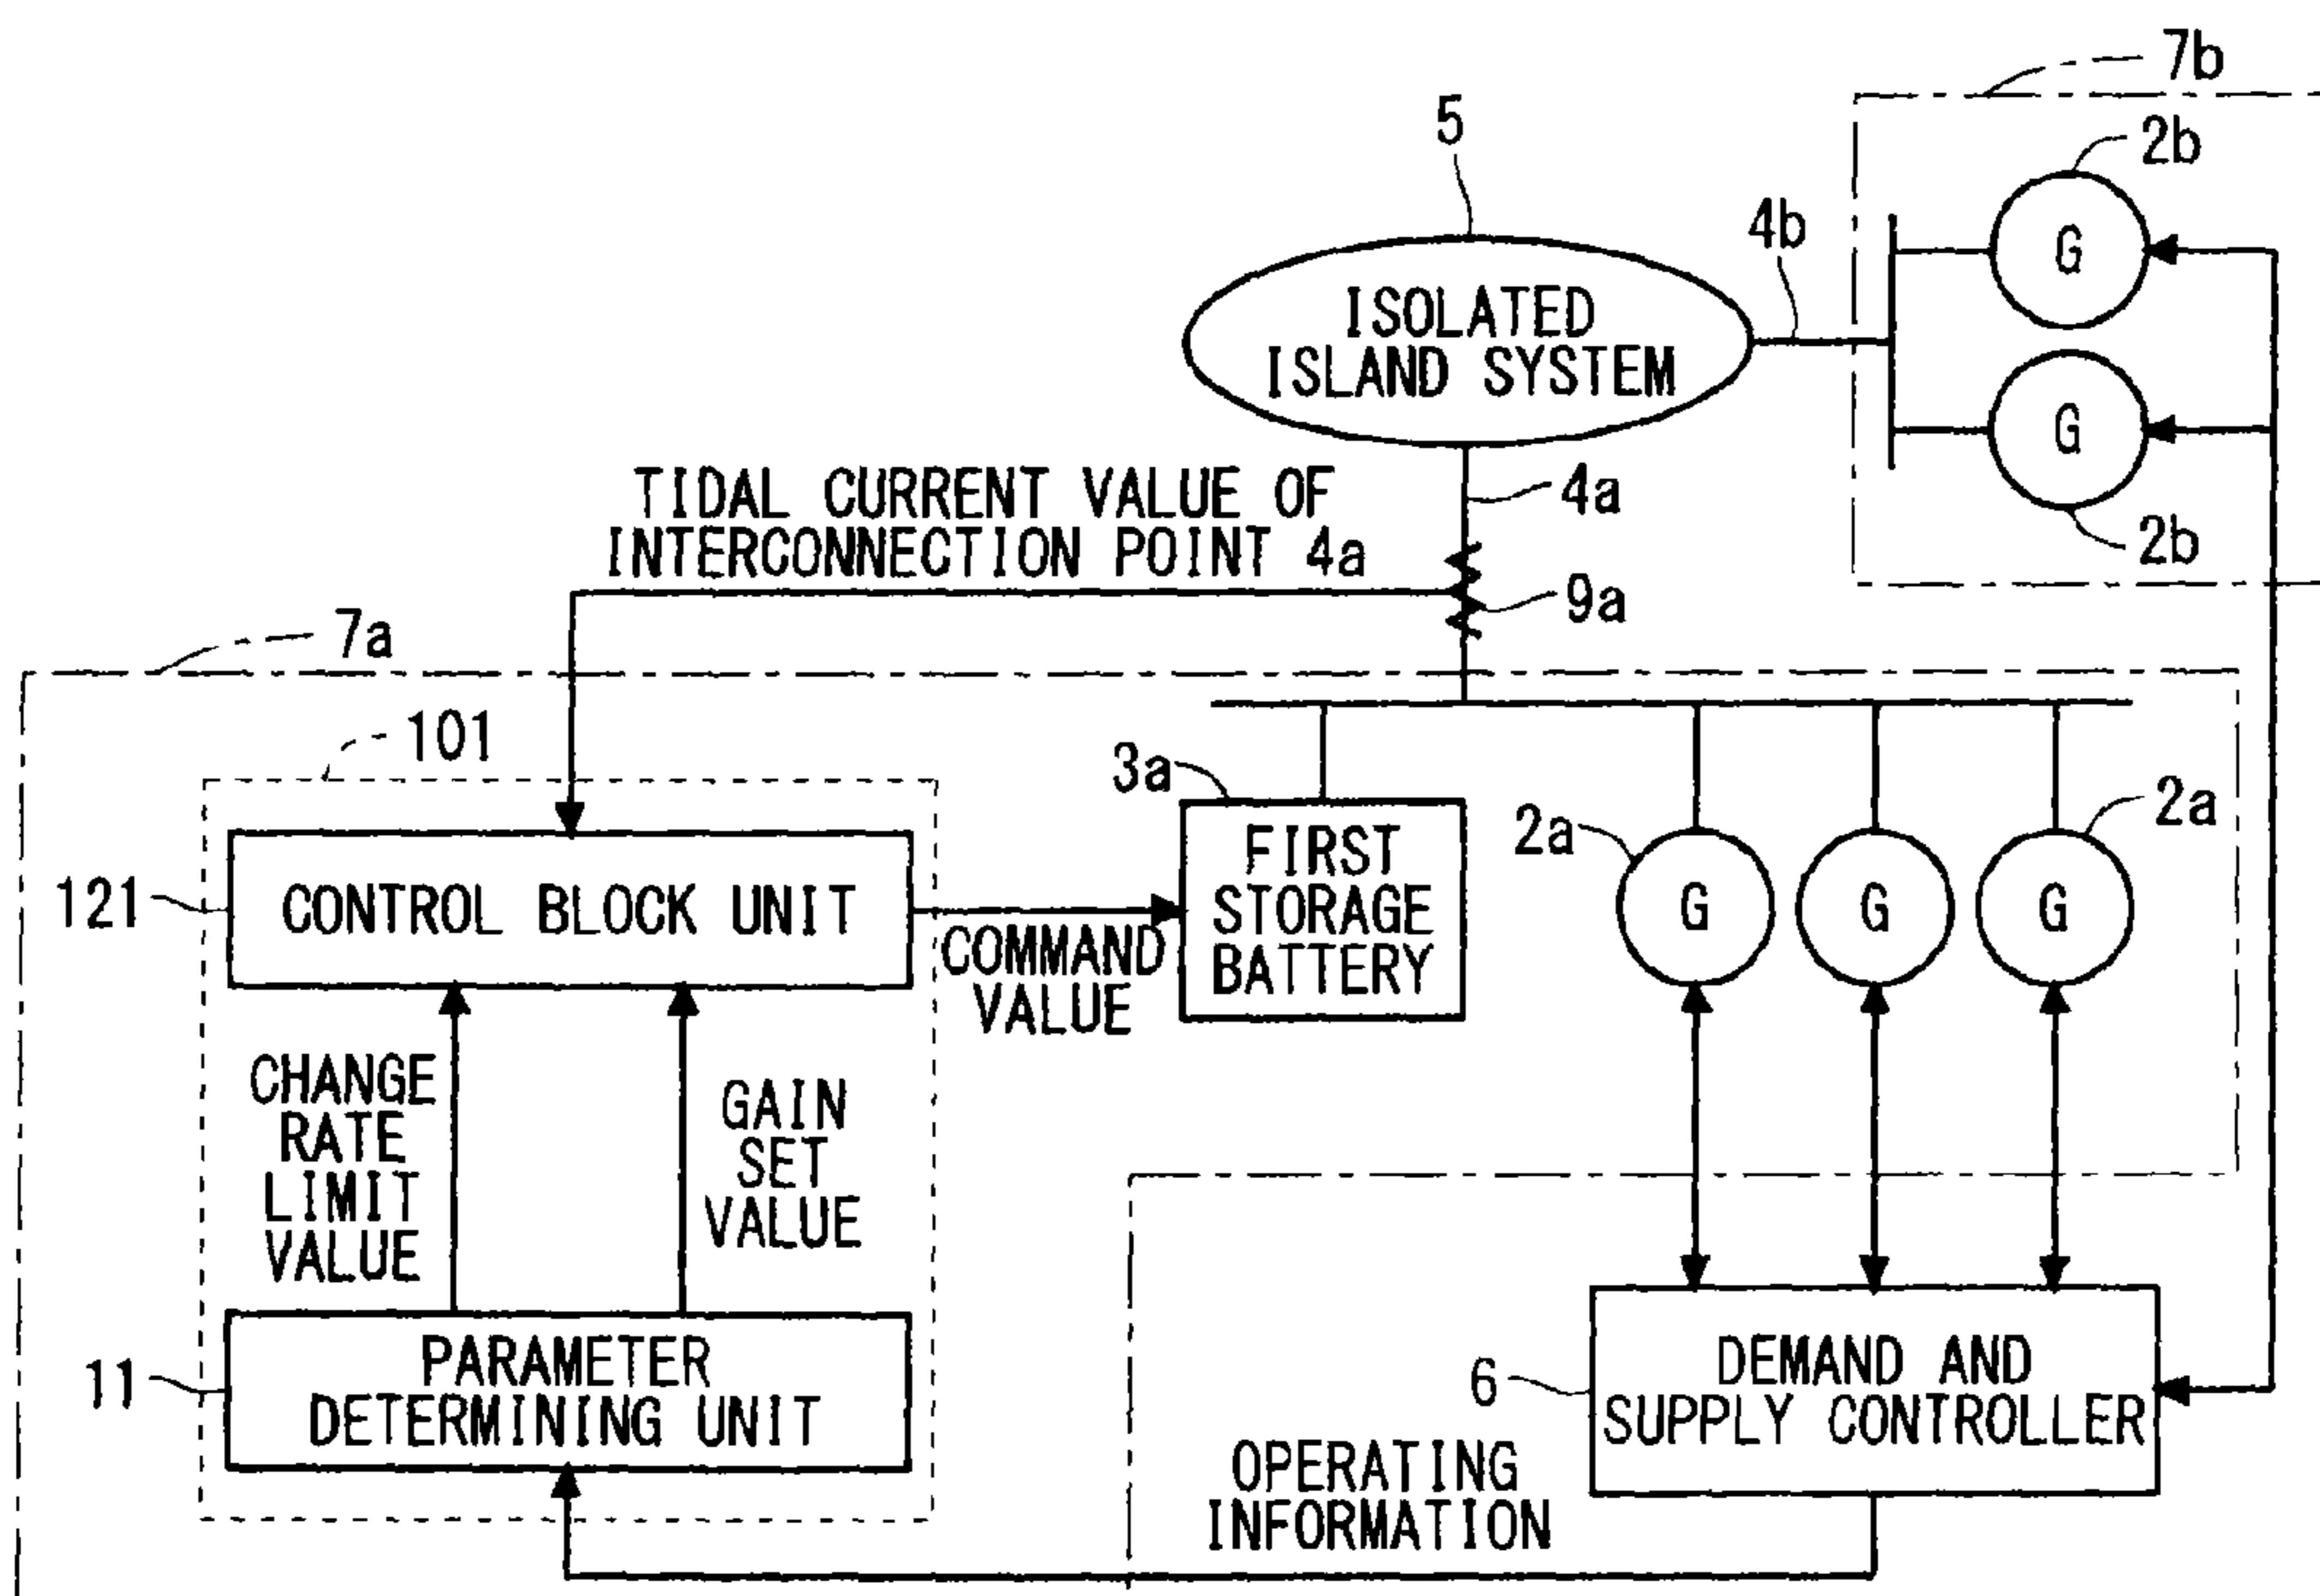 7b
5
2b
4b
G
ISOLATED
ISLAND SYSTEM
G
TIDAL CURRENT VALUE OF
INTERCONNECTION POINT 4a
4a
2b
9a
7a
101
3a
2a
2a
FIRST
STORAGE
BATTERY
G
G
G
121
CONTROL BLOCK UNIT
COMMAND
VALUE
CHANGE
RATE
LIMIT
VALUE
GAIN
SET
VALUE
11
PARAMETER
DETERMINING UNIT
6
DEMAND AND
SUPPLY CONTROLLER
OPERATING
INFORMATION